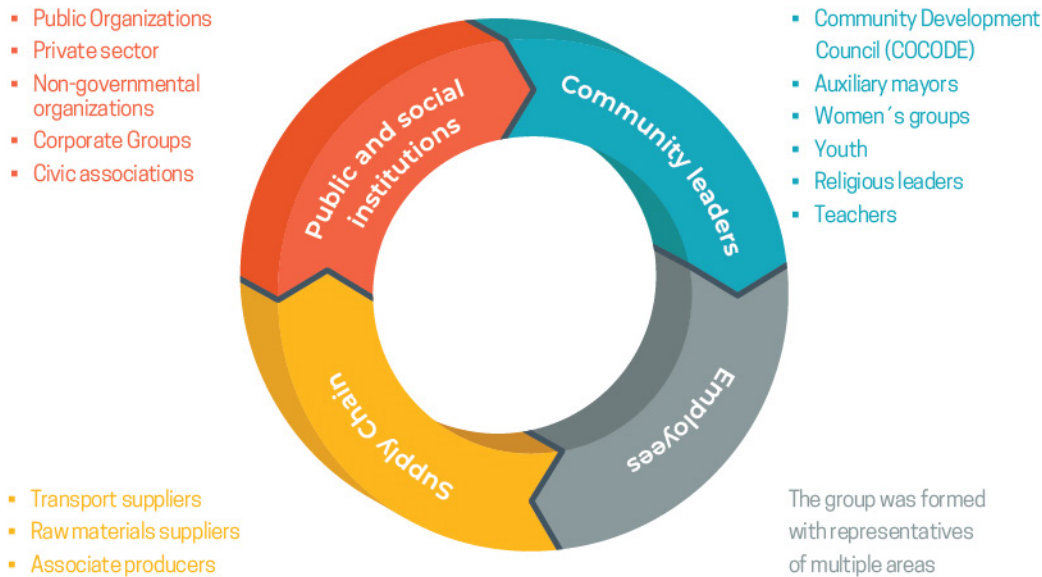 Public Organizations
Private sector
Non-governmental
organizations
Corporate Groups
Civic associations
Community Development
Council (COCODE)
Auxiliary mayors
Women´s groups
Youth
Religious leaders
Teachers
Public and social
institutions
Community leaders
Employees
Supply Chain
Transport suppliers
Raw materials suppliers
Associate producers
The group was formed
with representatives
of multiple areas